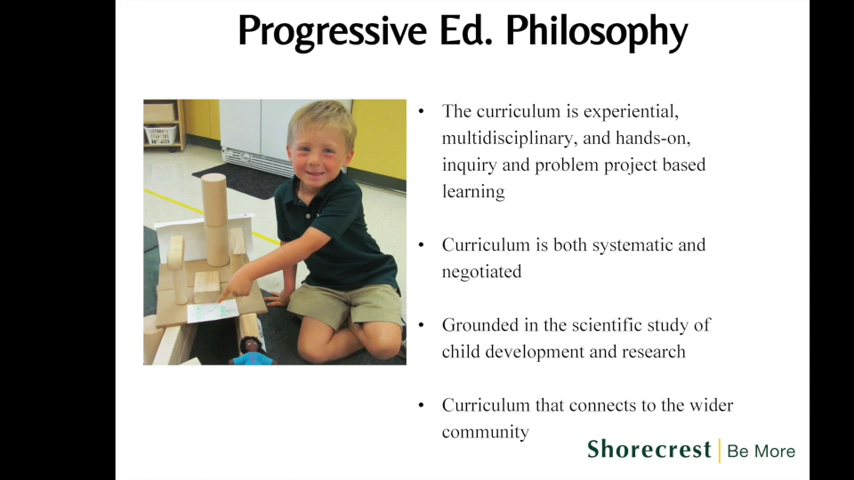 Progressive Ed. Philosophy
• The curriculum is experiential,
multidisciplinary, and hands-on,
inquiry and problem project based
learning
• Curriculum is both systematic and
negotiated
• Grounded in the scientific study of
child development and research
• Curriculum that connects to the wider
community
Shorecrest | Be More